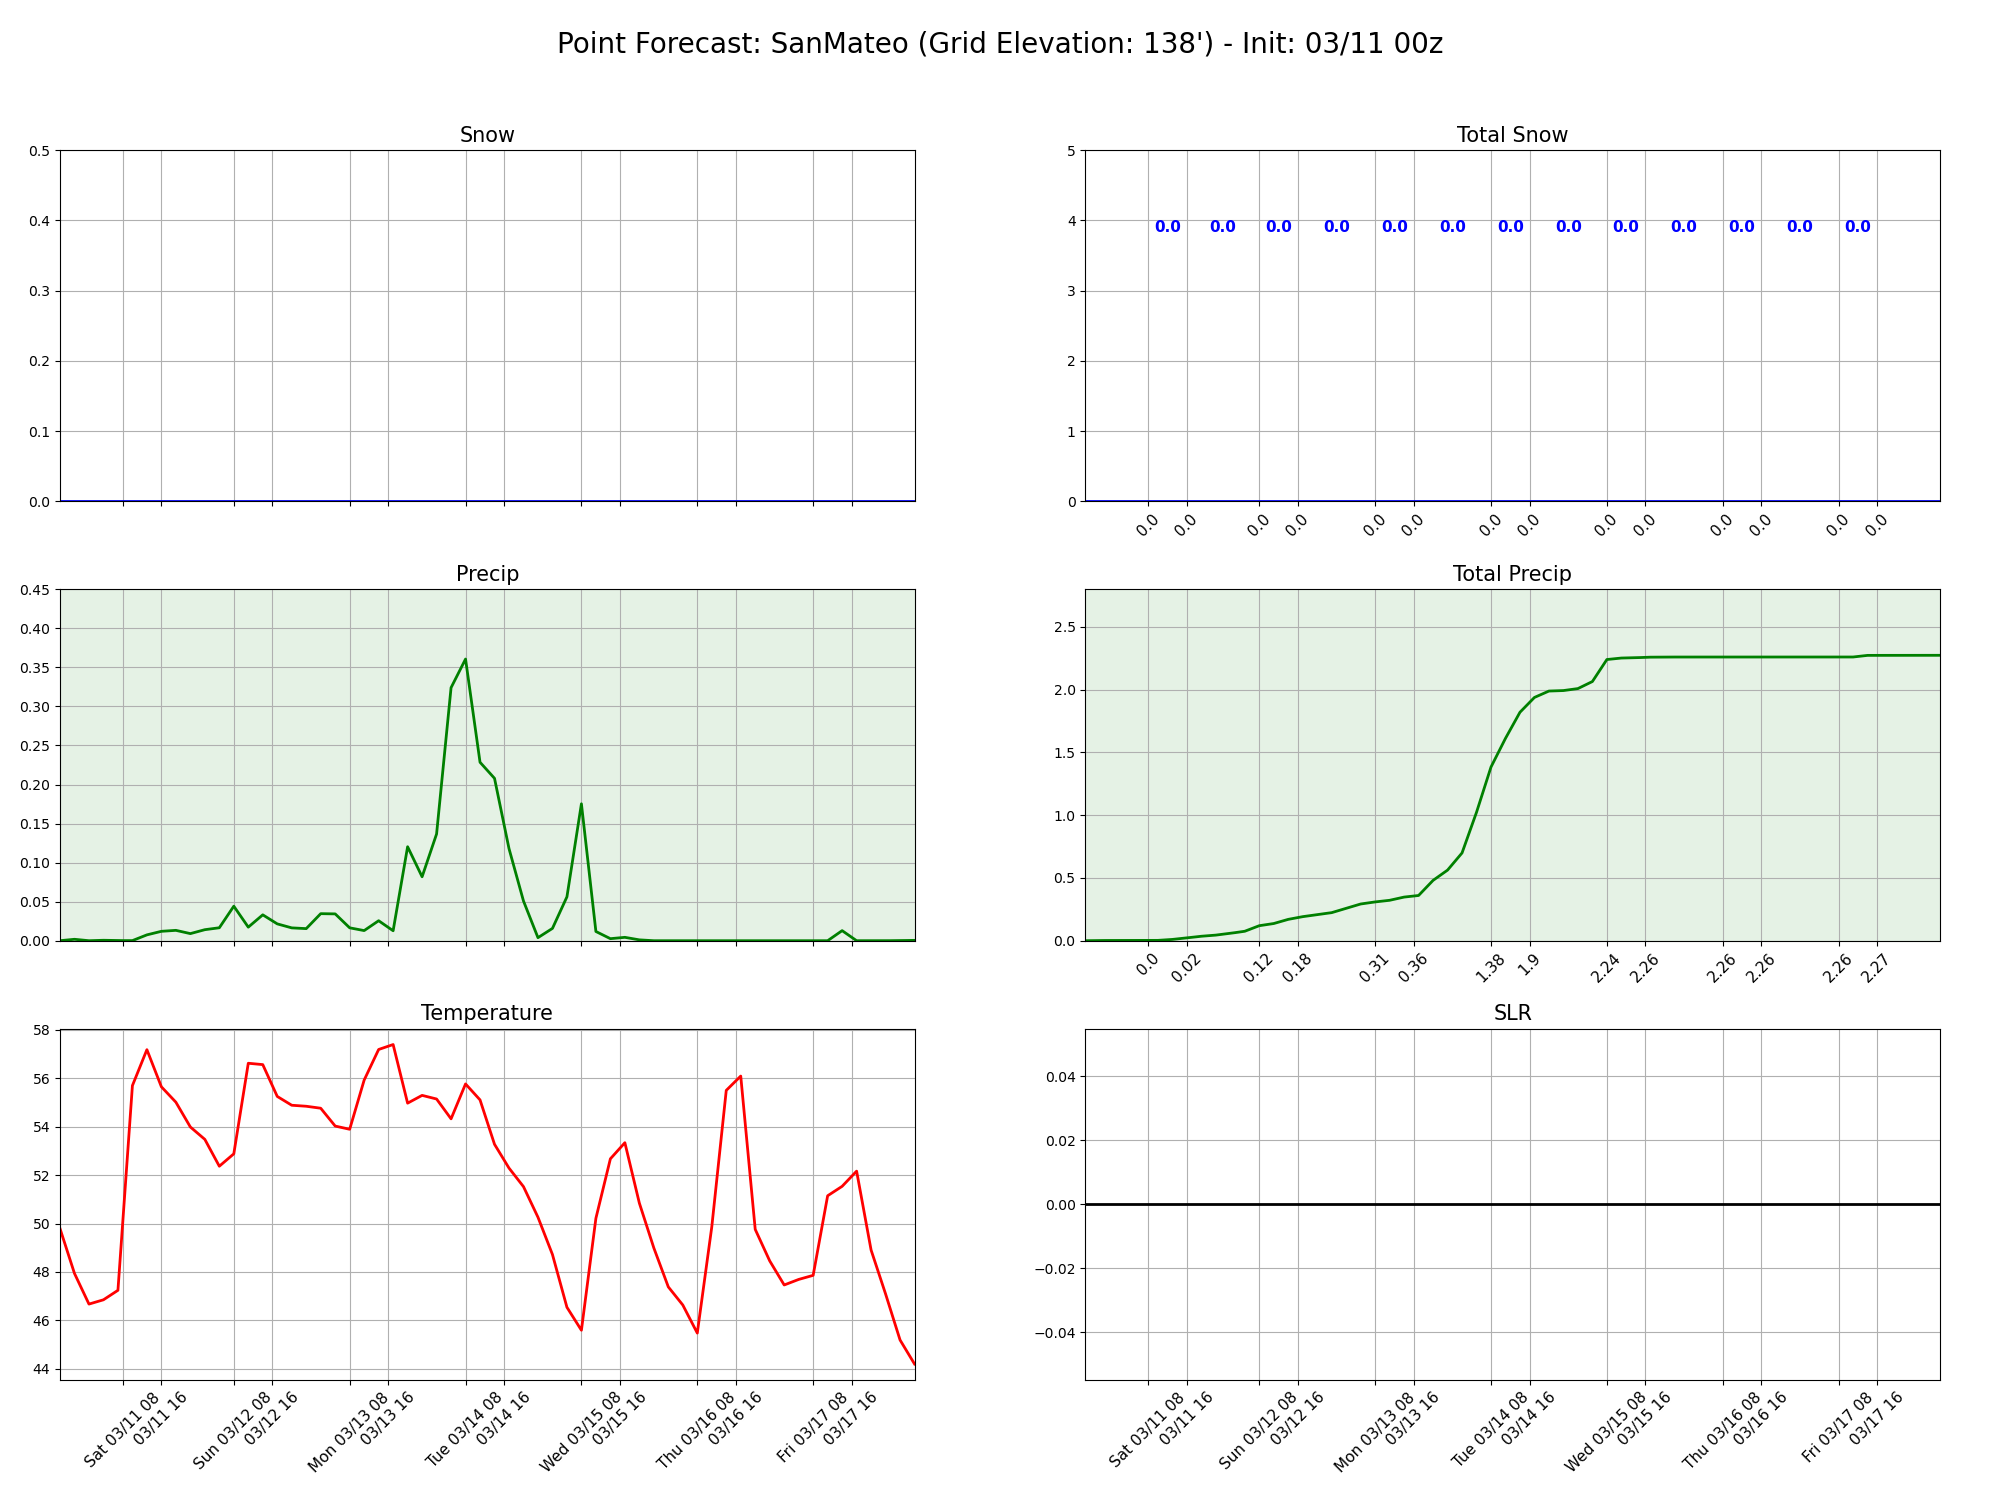 Point Forecast: SanMateo (Grid Elevation: 138') - Init: 03/11 00z
Snow
0.5
0.4
0.3
0.2
0.1
0.0
Total Snow
5
4
3
2
1
0
0.0 0.0 0.0 0.0 0.0 0.0 0.0 0.0 0.0 0.0 0.0 0.0 0.0
0.0 0.0 0.0 0.0 0.0 0.0 0.0 0.0 0.0 0.0 0.0 0.0 0.0 0.0
Precip
0.45
0.40
0.35
0.30
0.25
0.20
0.15
0.10
0.05
0.00
Total Precip
2.5
2.0
1.5
1.0
0.5
0.0
0.0 0.02 0.12 0.18 0.31 0.36 1.38 1.9 2.24 2.26 2.26 2.26 2.26 2.27
Temperature
58
56
54
52
50
48
46
44
Sat 03/11 08
03/11 16
Sun 03/12 08
03/12 16
Mon 03/13 08
03/13 16
Tue 03/14 08
03/14 16
Wed 03/15 08
03/15 16
Thu 03/16 08
03/16 16
Fri 03/17 08
03/17 16
SLR
0.04
0.02
0.00
−0.02
−0.04
Sat 03/11 08
03/11 16
Sun 03/12 08
03/12 16
Mon 03/13 08
03/13 16
Tue 03/14 08
03/14 16
Wed 03/15 08
03/15 16
Thu 03/16 08
03/16 16
Fri 03/17 08
03/17 16